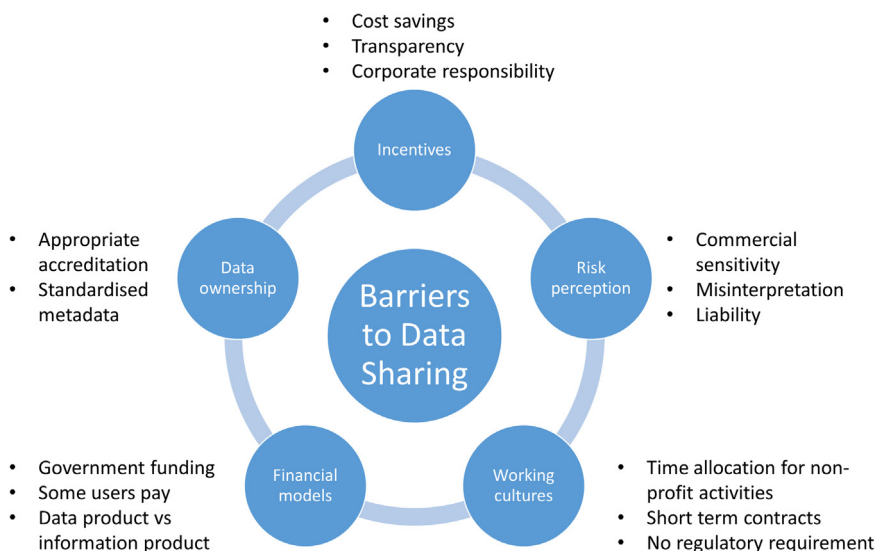 • Cost savings
• Transparency
• Corporate responsibility
Incentives
• Appropriate
accreditation
• Standardised
metadata
Data
ownership
Barriers
to Data
Sharing
Risk
perception
• Commercial
sensitivity
• Misinterpretation
• Liability
• Government funding
• Some users pay
• Data product vs
information product
Financial
models
Working
cultures
• Time allocation for non-
profit activities
• Short term contracts
• No regulatory requirement